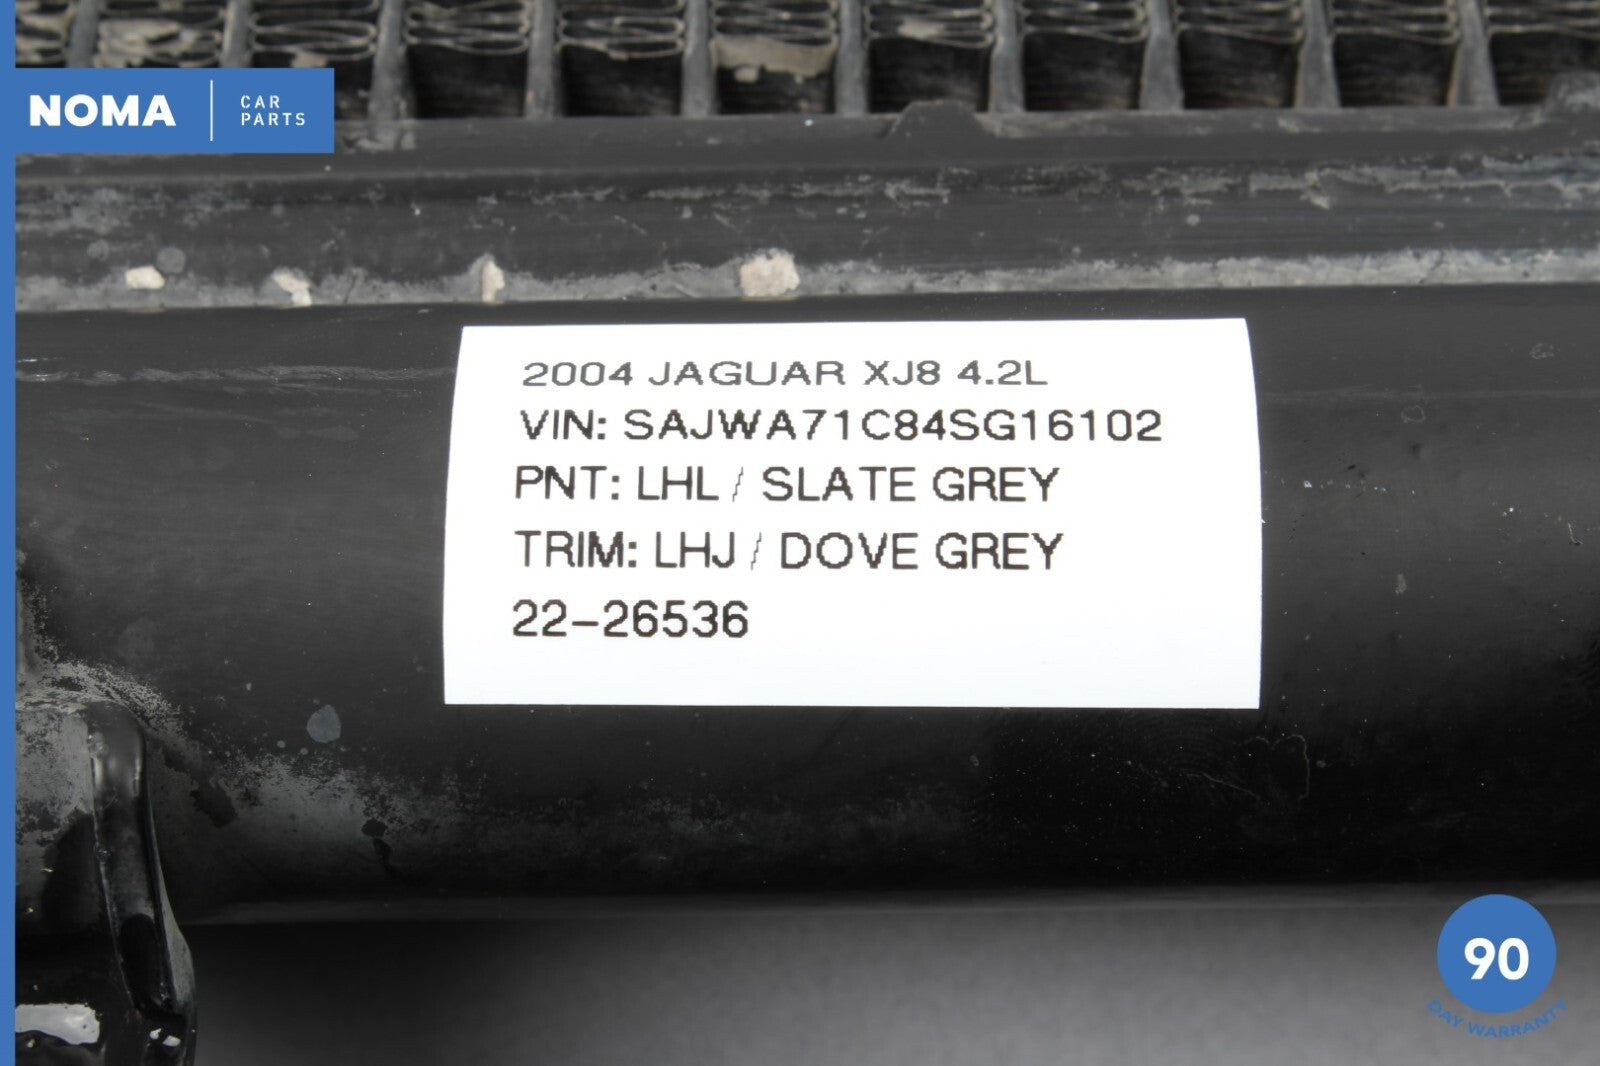 NOMA
CAR
PARTS
2004 JAGUAR XJ8 4.2L
VIN: SAJWA71C84SG16102
PNT: LHL / SLATE GREY
TRIM: LHJ / DOVE GREY
22-26536
90
DAY WARRANTY